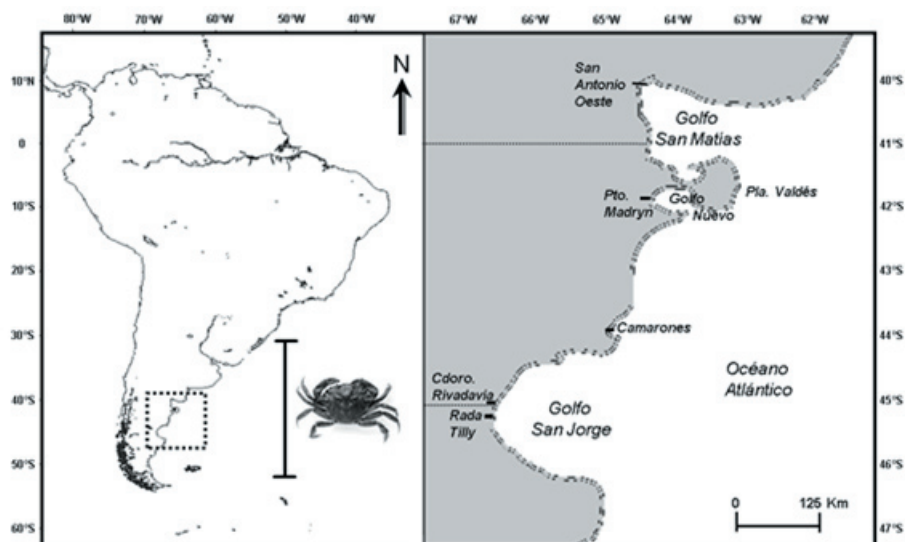 80°W 70°W 60°W 50°W 40°W
67°W 66°W 65°W 64°W 63°W 62°W
N
10°N
0
10°S
20°S
30°S
40°S
50°S
60°S
San
Antonio
Oeste
Golfo
San Matias
Pto.
Madryn
Golfo
Nuevo
Pla. Valdés
Camarones
Cdoro.
Rivadavia
Rada
Tilly
Golfo
San Jorge
Océano
Atlántico
0 125 Km
40°S
41°S
42°S
43°S
44°S
45°S
46°S
47°S